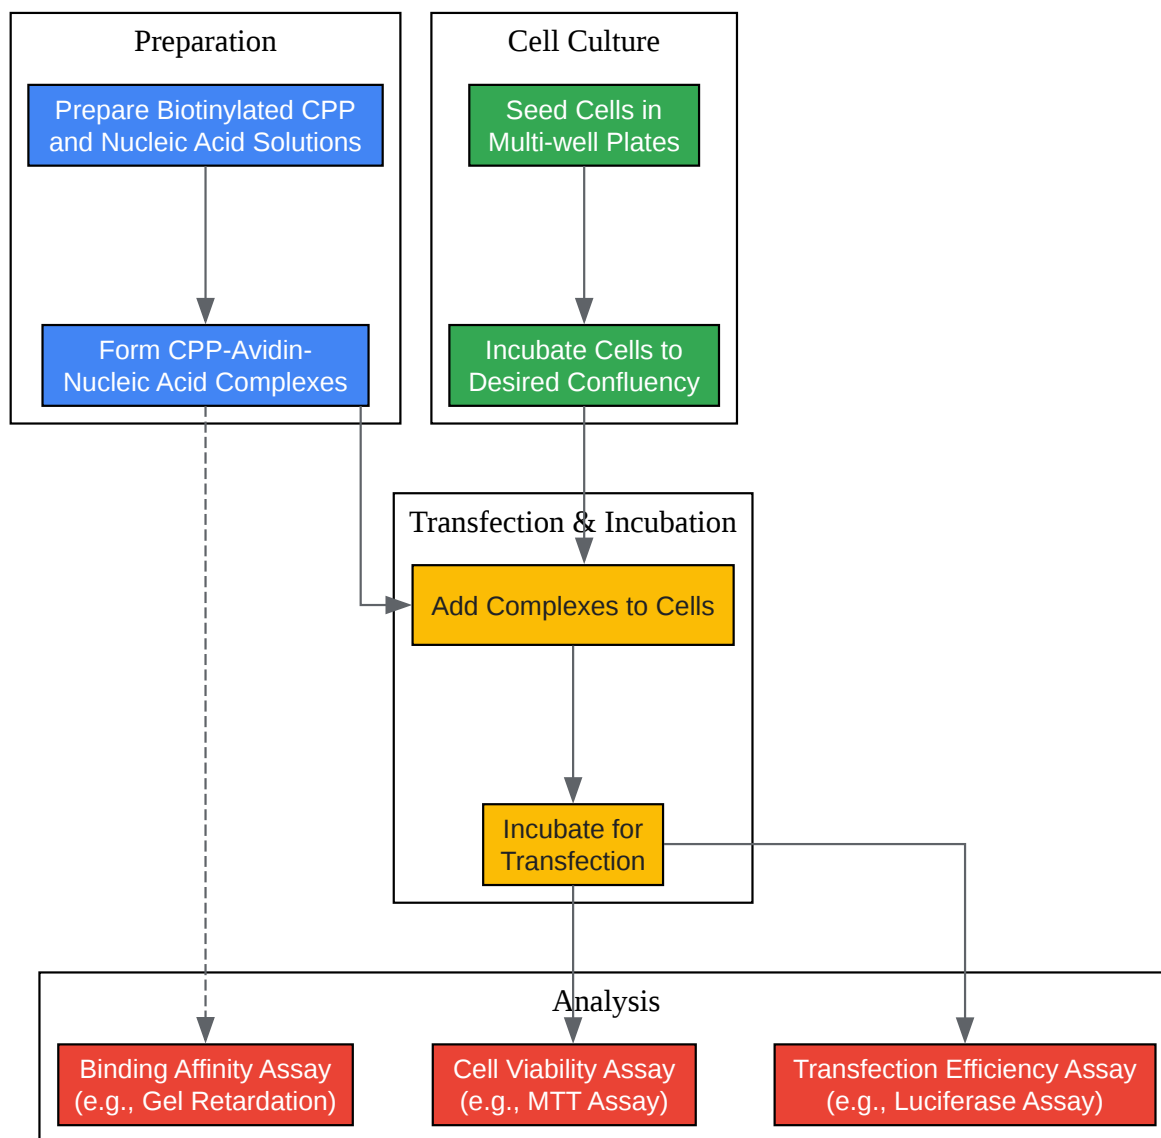 Preparation
Prepare Biotinylated CPP
and Nucleic Acid Solutions
Form CPP-Avidin-
Nucleic Acid Complexes
Cell Culture
Seed Cells in
Multi-well Plates
Incubate Cells to
Desired Confluency
Transfection & Incubation
Add Complexes to Cells
Incubate for
Transfection
Analysis
Binding Affinity Assay
(e.g., Gel Retardation)
Cell Viability Assay
(e.g., MTT Assay)
Transfection Efficiency Assay
(e.g., Luciferase Assay)